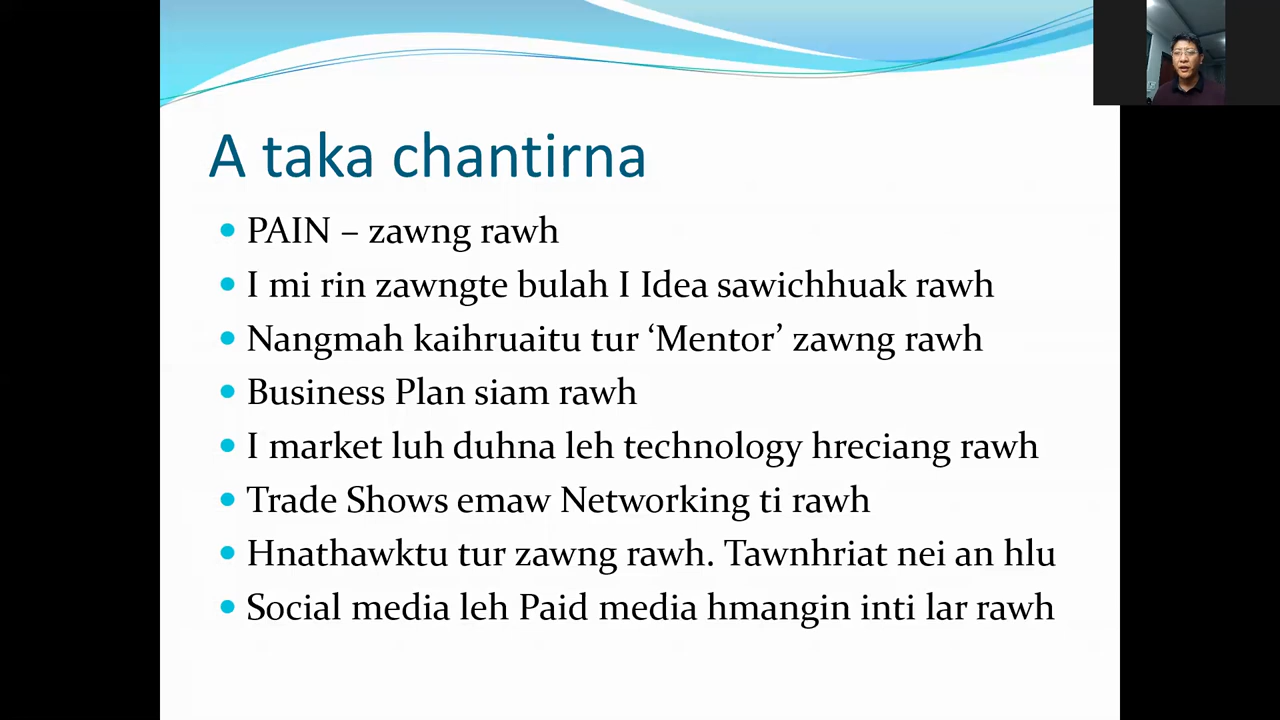 A taka chantirna
PAIN – zawng rawh
I mi rin zawngte bulah I Idea sawichhuak rawh
Nangmah kaihruaitu tur ‘Mentor’ zawng rawh
Business Plan siam rawh
I market luh duhna leh technology hreciang rawh
Trade Shows emaw Networking ti rawh
Hnathawktu tur zawng rawh. Tawnhriat nei an hlu
Social media leh Paid media hmangin inti lar rawh